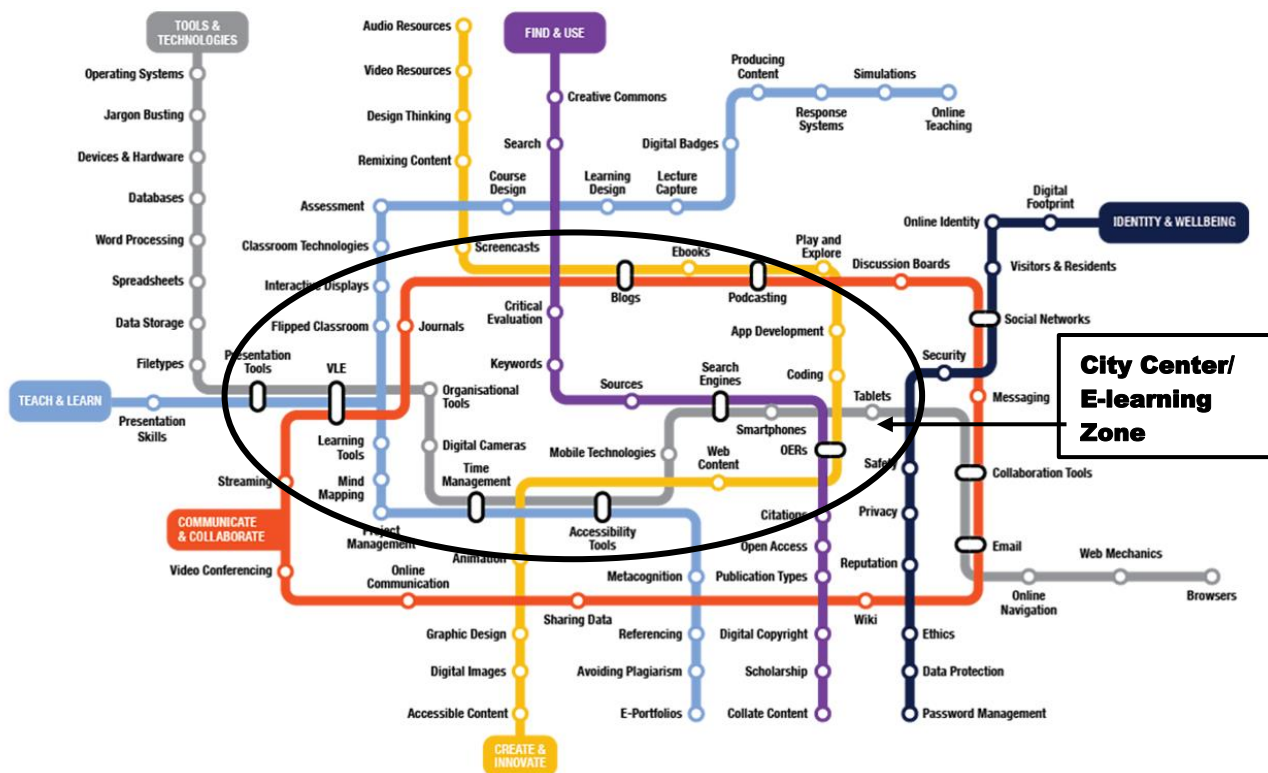 TOOLS &
TECHNOLOGIES
Operating Systems
Jargon Busting
Devices & Hardware
Databases
Word Processing
Spreadsheets
Data Storage
Filetypes
Audio Resources
Video Resources
Design Thinking
Remixing Content
Screencasts
FIND & USE
Creative Commons
Search
Critical
Evaluation
Keywords
Sources
Search
Engines
Producing
Content
Simulations
Response
Systems
Online
Teaching
Digital Badges
Course
Design
Learning
Design
Lecture
Capture
Assessment
Classroom Technologies
Interactive Displays
Flipped Classroom
Journals
Blogs
Ebooks
Podcasting
Play and
Explore
Discussion Boards
App Development
Coding
Digital
Footprint
Online Identity
IDENTITY & WELLBEING
Visitors & Residents
Social Networks
Security
City Center/
E-learning
Zone
Messaging
TEACH & LEARN
Presentation
Skills
Presentation
Tools
VLE
Organisational
Tools
Digital Cameras
Learning
Tools
Mind
Mapping
Project
Management
Time
Management
Accessibility
Tools
Mobile Technologies
Smartphones
Tablets
Web
Content
OERs
Safety
Privacy
Reputation
Collaboration Tools
Email
Web Mechanics
Online
Navigation
Browsers
Streaming
COMMUNICATE
& COLLABORATE
Video Conferencing
Online
Communication
Sharing Data
Wiki
Animation
Graphic Design
Digital Images
Accessible Content
CREATE &
INNOVATE
Metacognition
Referencing
Avoiding Plagiarism
E-Portfolios
Citations
Open Access
Publication Types
Digital Copyright
Scholarship
Collate Content
Ethics
Data Protection
Password Management